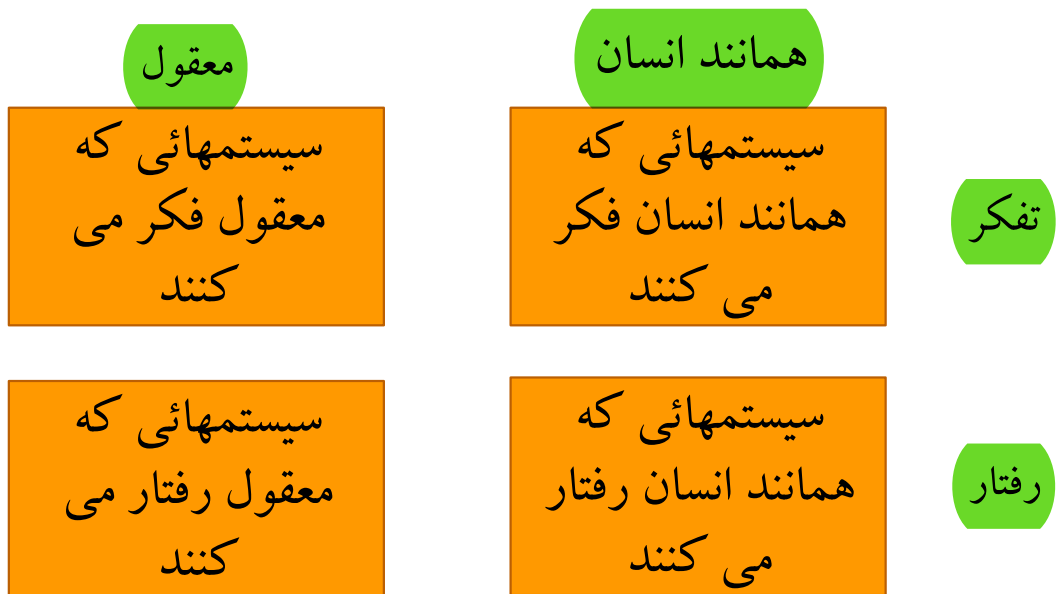 همانند انسان
معقول
تفکر
سیستمهائی که
همانند انسان فکر
می کنند
سیستمهائی که
معقول فکر می
کنند
رفتار
سیستمهائی که
همانند انسان رفتار
می کنند
سیستمهائی که
معقول رفتار می
کنند